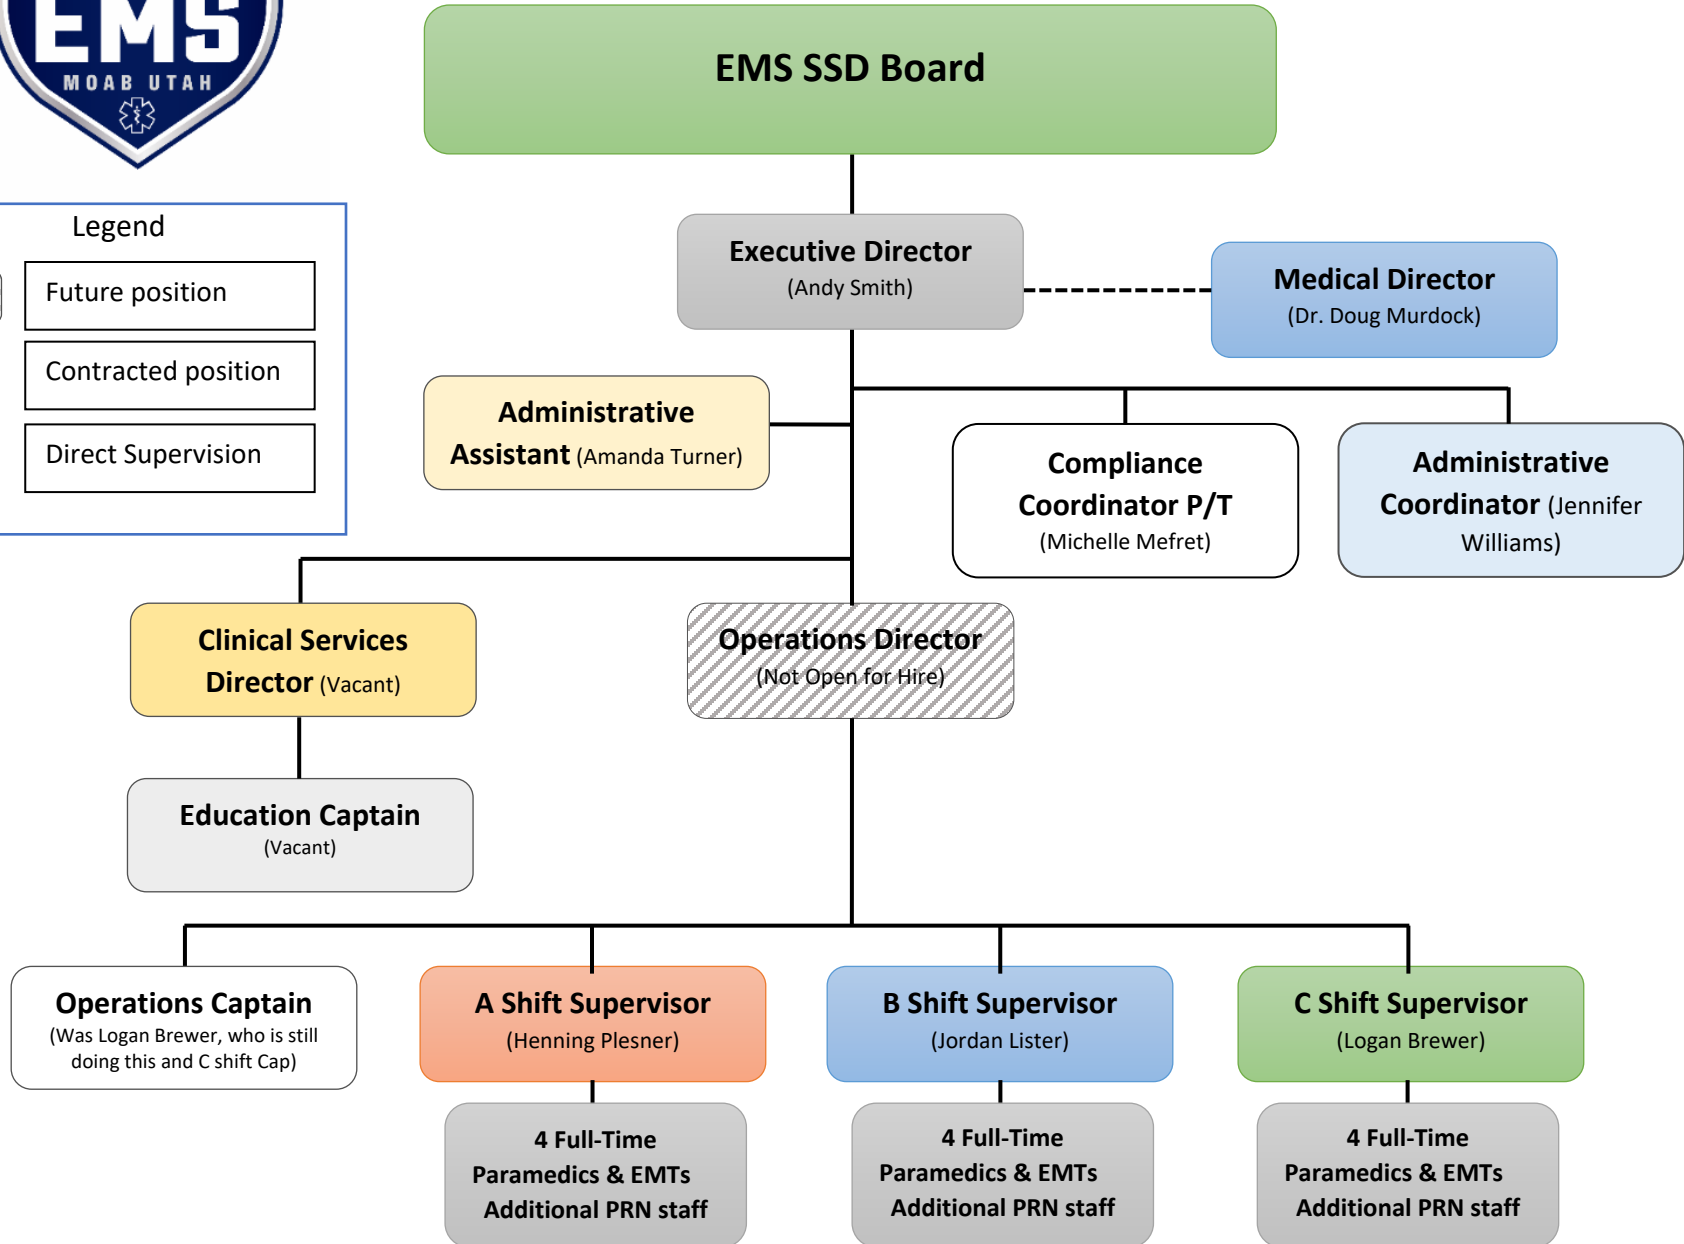 EMS
MOAB UTAH
EMS SSD Board
Legend
Future position
Contracted position
Direct Supervision
Executive Director
(Andy Smith)
Medical Director
(Dr. Doug Murdock)
Administrative
Assistant (Amanda Turner)
Compliance
Coordinator P/T
(Michelle Mefret)
Administrative
Coordinator (Jennifer
Williams)
Clinical Services
Director (Vacant)
Operations Director
(Not Open for Hire)
Education Captain
(Vacant)
Operations Captain
(Was Logan Brewer, who is still
doing this and C shift Cap)
A Shift Supervisor
(Henning Plesner)
B Shift Supervisor
(Jordan Lister)
C Shift Supervisor
(Logan Brewer)
4 Full-Time
Paramedics & EMTs
Additional PRN staff
4 Full-Time
Paramedics & EMTs
Additional PRN staff
4 Full-Time
Paramedics & EMTs
Additional PRN staff